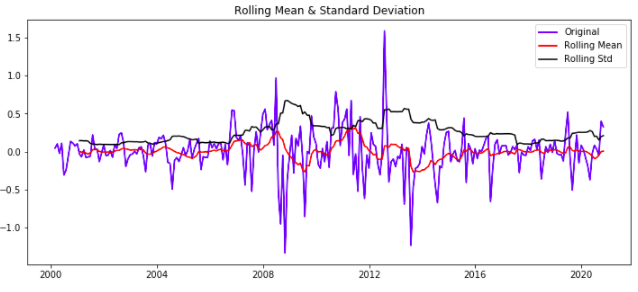 Rolling Mean & Standard Deviation
Original
Rolling Mean
Rolling Std
1.5
1.0
0.5
0.0
−0.5
−1.0
2000 2004 2008 2012 2016 2020